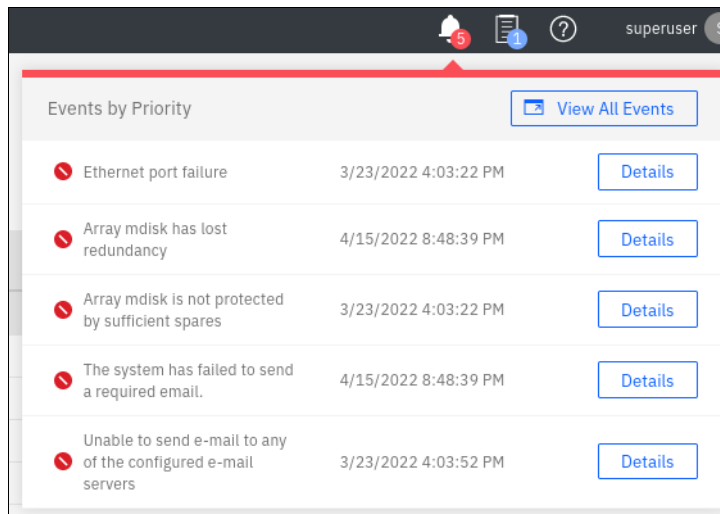 5
1
superuser
S
Events by Priority
View All Events
Ethernet port failure 3/23/2022 4:03:22 PM Details
Array mdisk has lost
redundancy
4/15/2022 8:48:39 PM Details
Array mdisk is not protected
by sufficient spares
3/23/2022 4:03:22 PM Details
The system has failed to send
a required email.
4/15/2022 8:48:39 PM Details
Unable to send e-mail to any
of the configured e-mail
servers
3/23/2022 4:03:52 PM Details